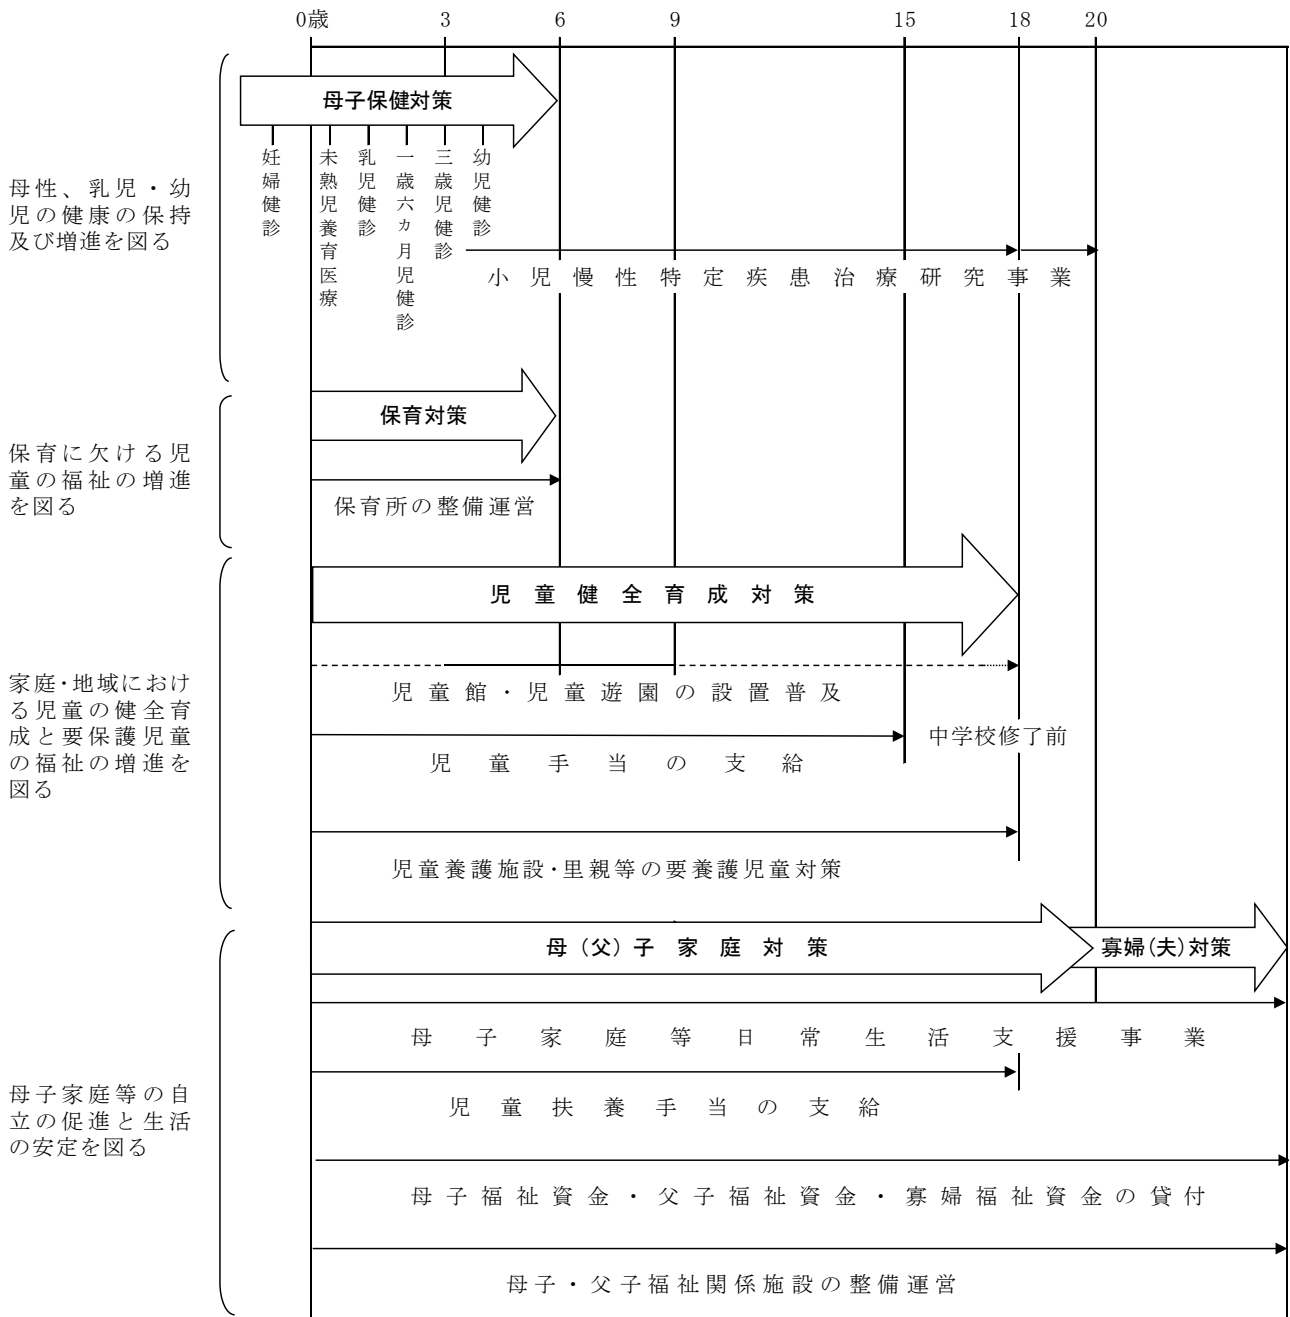 0歳 3 6 9 15 18 20
母子保健対策
妊婦健診
未熟児養育医療
乳児健診
一歳六カ月児健診
三歳児健診
幼児健診
母性、乳児・幼
児の健康の保持
及び増進を図る
小児慢性特定疾患治療研究事業
保育対策
保育に欠ける児
童の福祉の増進
を図る
保育所の整備運営
児童健全育成対策
家庭・地域におけ
る児童の健全育
成と要保護児童
の福祉の増進を
図る
児童館・児童遊園の設置普及
中学校修了前
児童手当の支給
児童養護施設・里親等の要養護児童対策
母(父)子家庭対策
寡婦(夫)対策
母子家庭等日常生活支援事業
母子家庭等の自
立の促進と生活
の安定を図る
児童扶養手当の支給
母子福祉資金・父子福祉資金・寡婦福祉資金の貸付
母子・父子福祉関係施設の整備運営